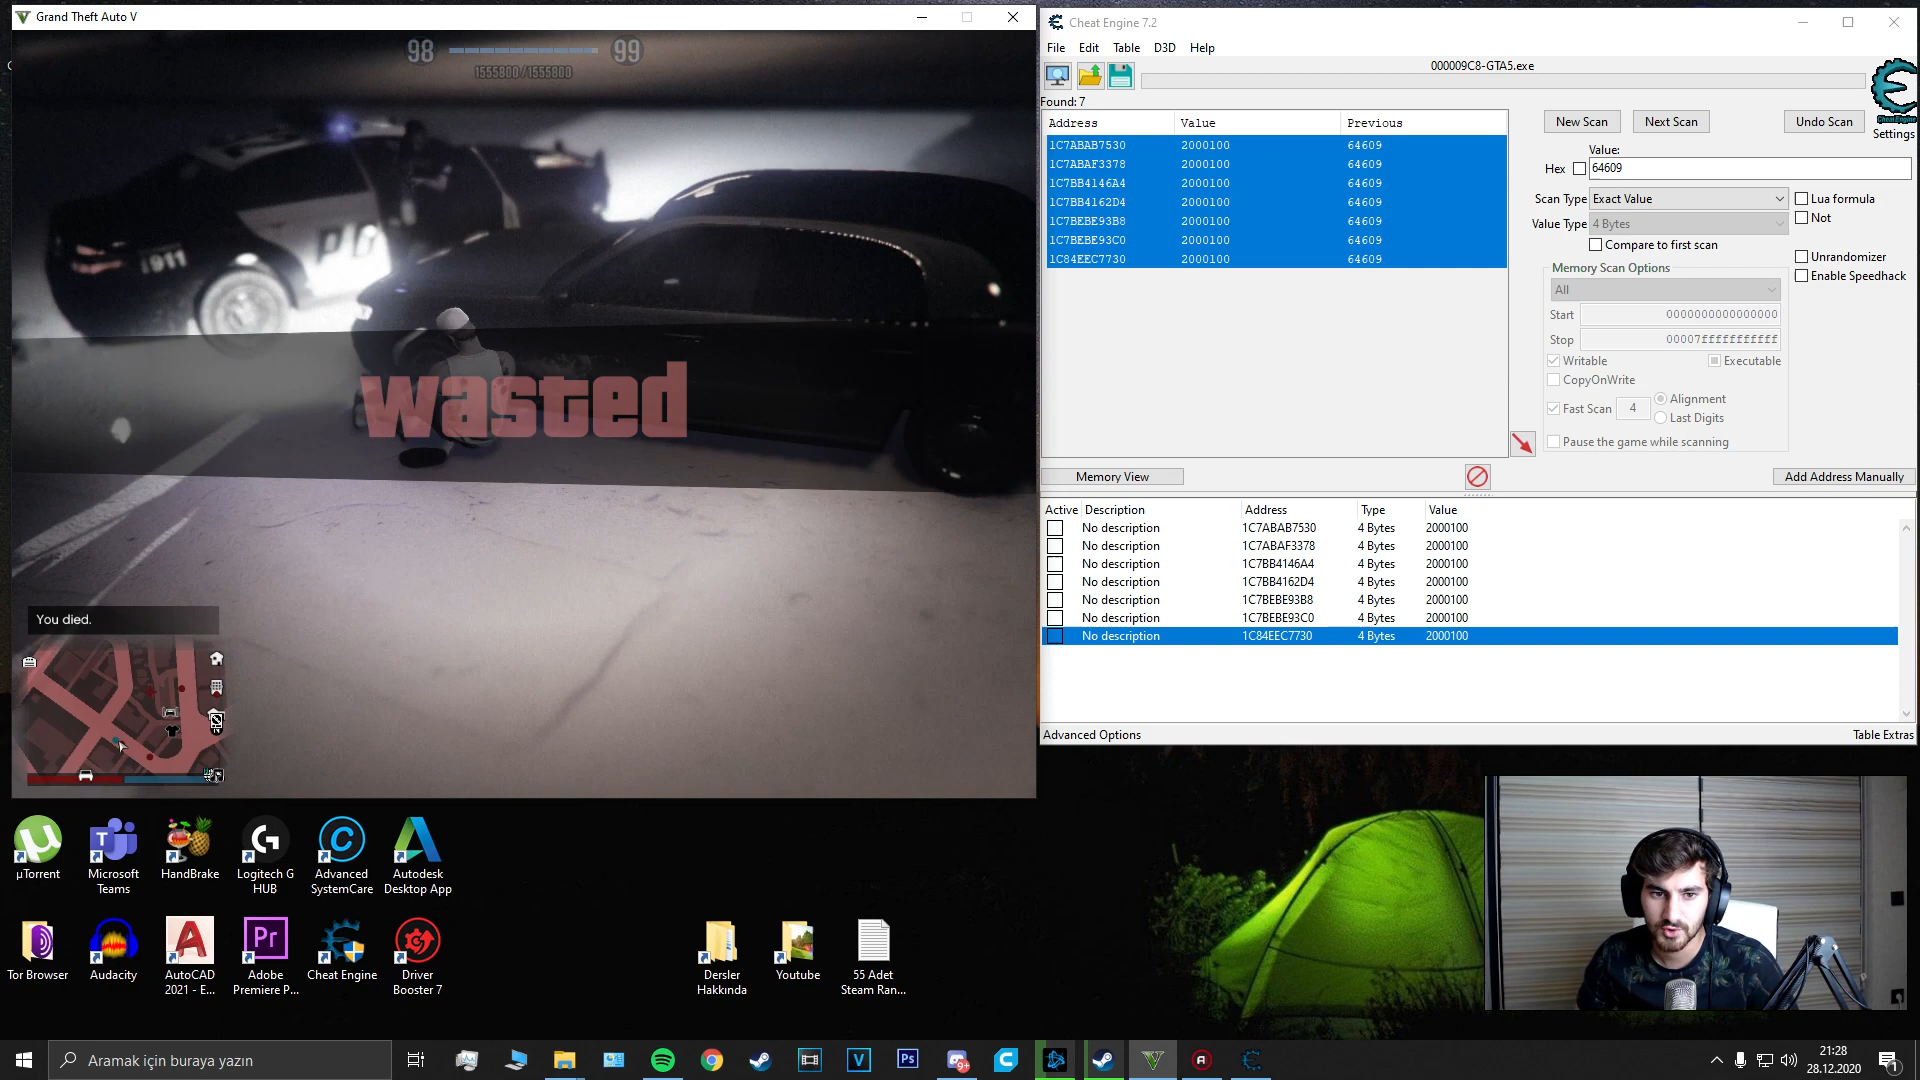 Grand Theft Auto V
98
99
1555800/1555800
911
wasted
You died.
Cheat Engine 7.2
File Edit Table D3D Help
000009C8-GTA5.exe
Found: 7
Address Value Previous
1C7ABAB7530 2000100 64609
1C7ABAF3378 2000100 64609
1C7BB4146A4 2000100 64609
1C7BB4162D4 2000100 64609
1C7BEBE93B8 2000100 64609
1C7BEBE93C0 2000100 64609
1C84EEC7730 2000100 64609
New Scan Next Scan Undo Scan
Settings
Value:
Hex 64609
Scan Type Exact Value
Lua formula
Value Type 4 Bytes
Not
Compare to first scan
Memory Scan Options
All
Unrandomizer
Enable Speedhack
Start 0000000000000000
Stop 00007fffffffffff
Writable Executable
CopyOnWrite
Fast Scan 4 Alignment
Last Digits
Pause the game while scanning
Memory View
Add Address Manually
Active Description Address Type Value
No description 1C7ABAB7530 4 Bytes 2000100
No description 1C7ABAF3378 4 Bytes 2000100
No description 1C7BB4146A4 4 Bytes 2000100
No description 1C7BB4162D4 4 Bytes 2000100
No description 1C7BEBE93B8 4 Bytes 2000100
No description 1C7BEBE93C0 4 Bytes 2000100
No description 1C84EEC7730 4 Bytes 2000100
Advanced Options
Table Extras
µTorrent
Microsoft Teams
HandBrake
Logitech G HUB
Advanced SystemCare
Autodesk Desktop App
Tor Browser
Audacity
AutoCAD 2021 - E...
Pr
Adobe Premiere P...
Cheat Engine
Driver Booster 7
Dersler Hakkında
Youtube
55 Adet Steam Ran...
Aramak için buraya yazın
Ps
9+
21:28
28.12.2020
1